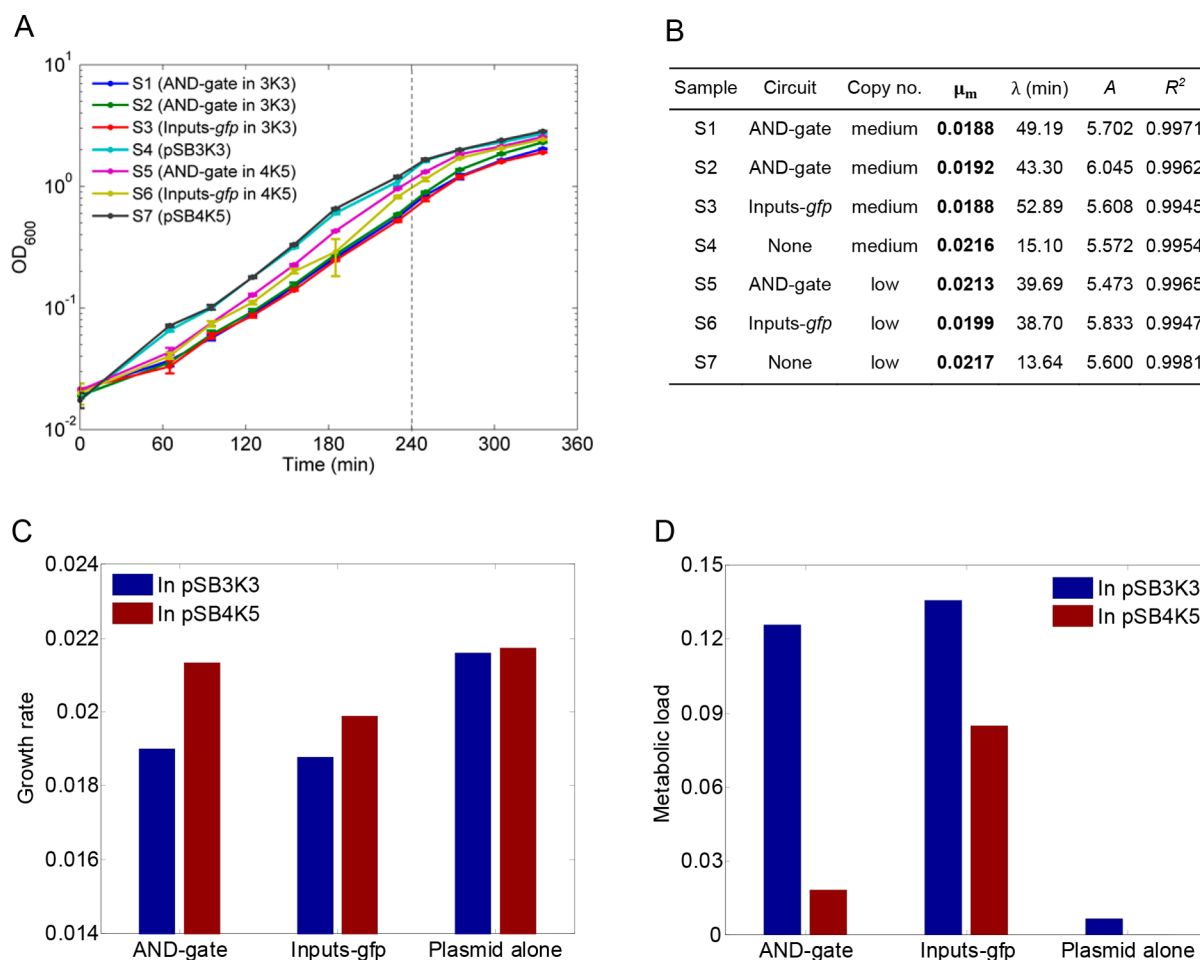 A
10^1
10^0
10^-1
10^-2
OD600
S1 (AND-gate in 3K3)
S2 (AND-gate in 3K3)
S3 (Inputs-gfp in 3K3)
S4 (pSB3K3)
S5 (AND-gate in 4K5)
S6 (Inputs-gfp in 4K5)
S7 (pSB4K5)
0 60 120 180 240 300 360
Time (min)
B
Sample Circuit Copy no. μm λ (min) A R²
S1 AND-gate medium 0.0188 49.19 5.702 0.9971
S2 AND-gate medium 0.0192 43.30 6.045 0.9962
S3 Inputs-gfp medium 0.0188 52.89 5.608 0.9945
S4 None medium 0.0216 15.10 5.572 0.9954
S5 AND-gate low 0.0213 39.69 5.473 0.9965
S6 Inputs-gfp low 0.0199 38.70 5.833 0.9947
S7 None low 0.0217 13.64 5.600 0.9981
C
0.024
0.022
0.02
0.018
0.016
0.014
Growth rate
In pSB3K3
In pSB4K5
AND-gate Inputs-gfp Plasmid alone
D
0.15
0.12
0.09
0.06
0.03
0
Metabolic load
In pSB3K3
In pSB4K5
AND-gate Inputs-gfp Plasmid alone